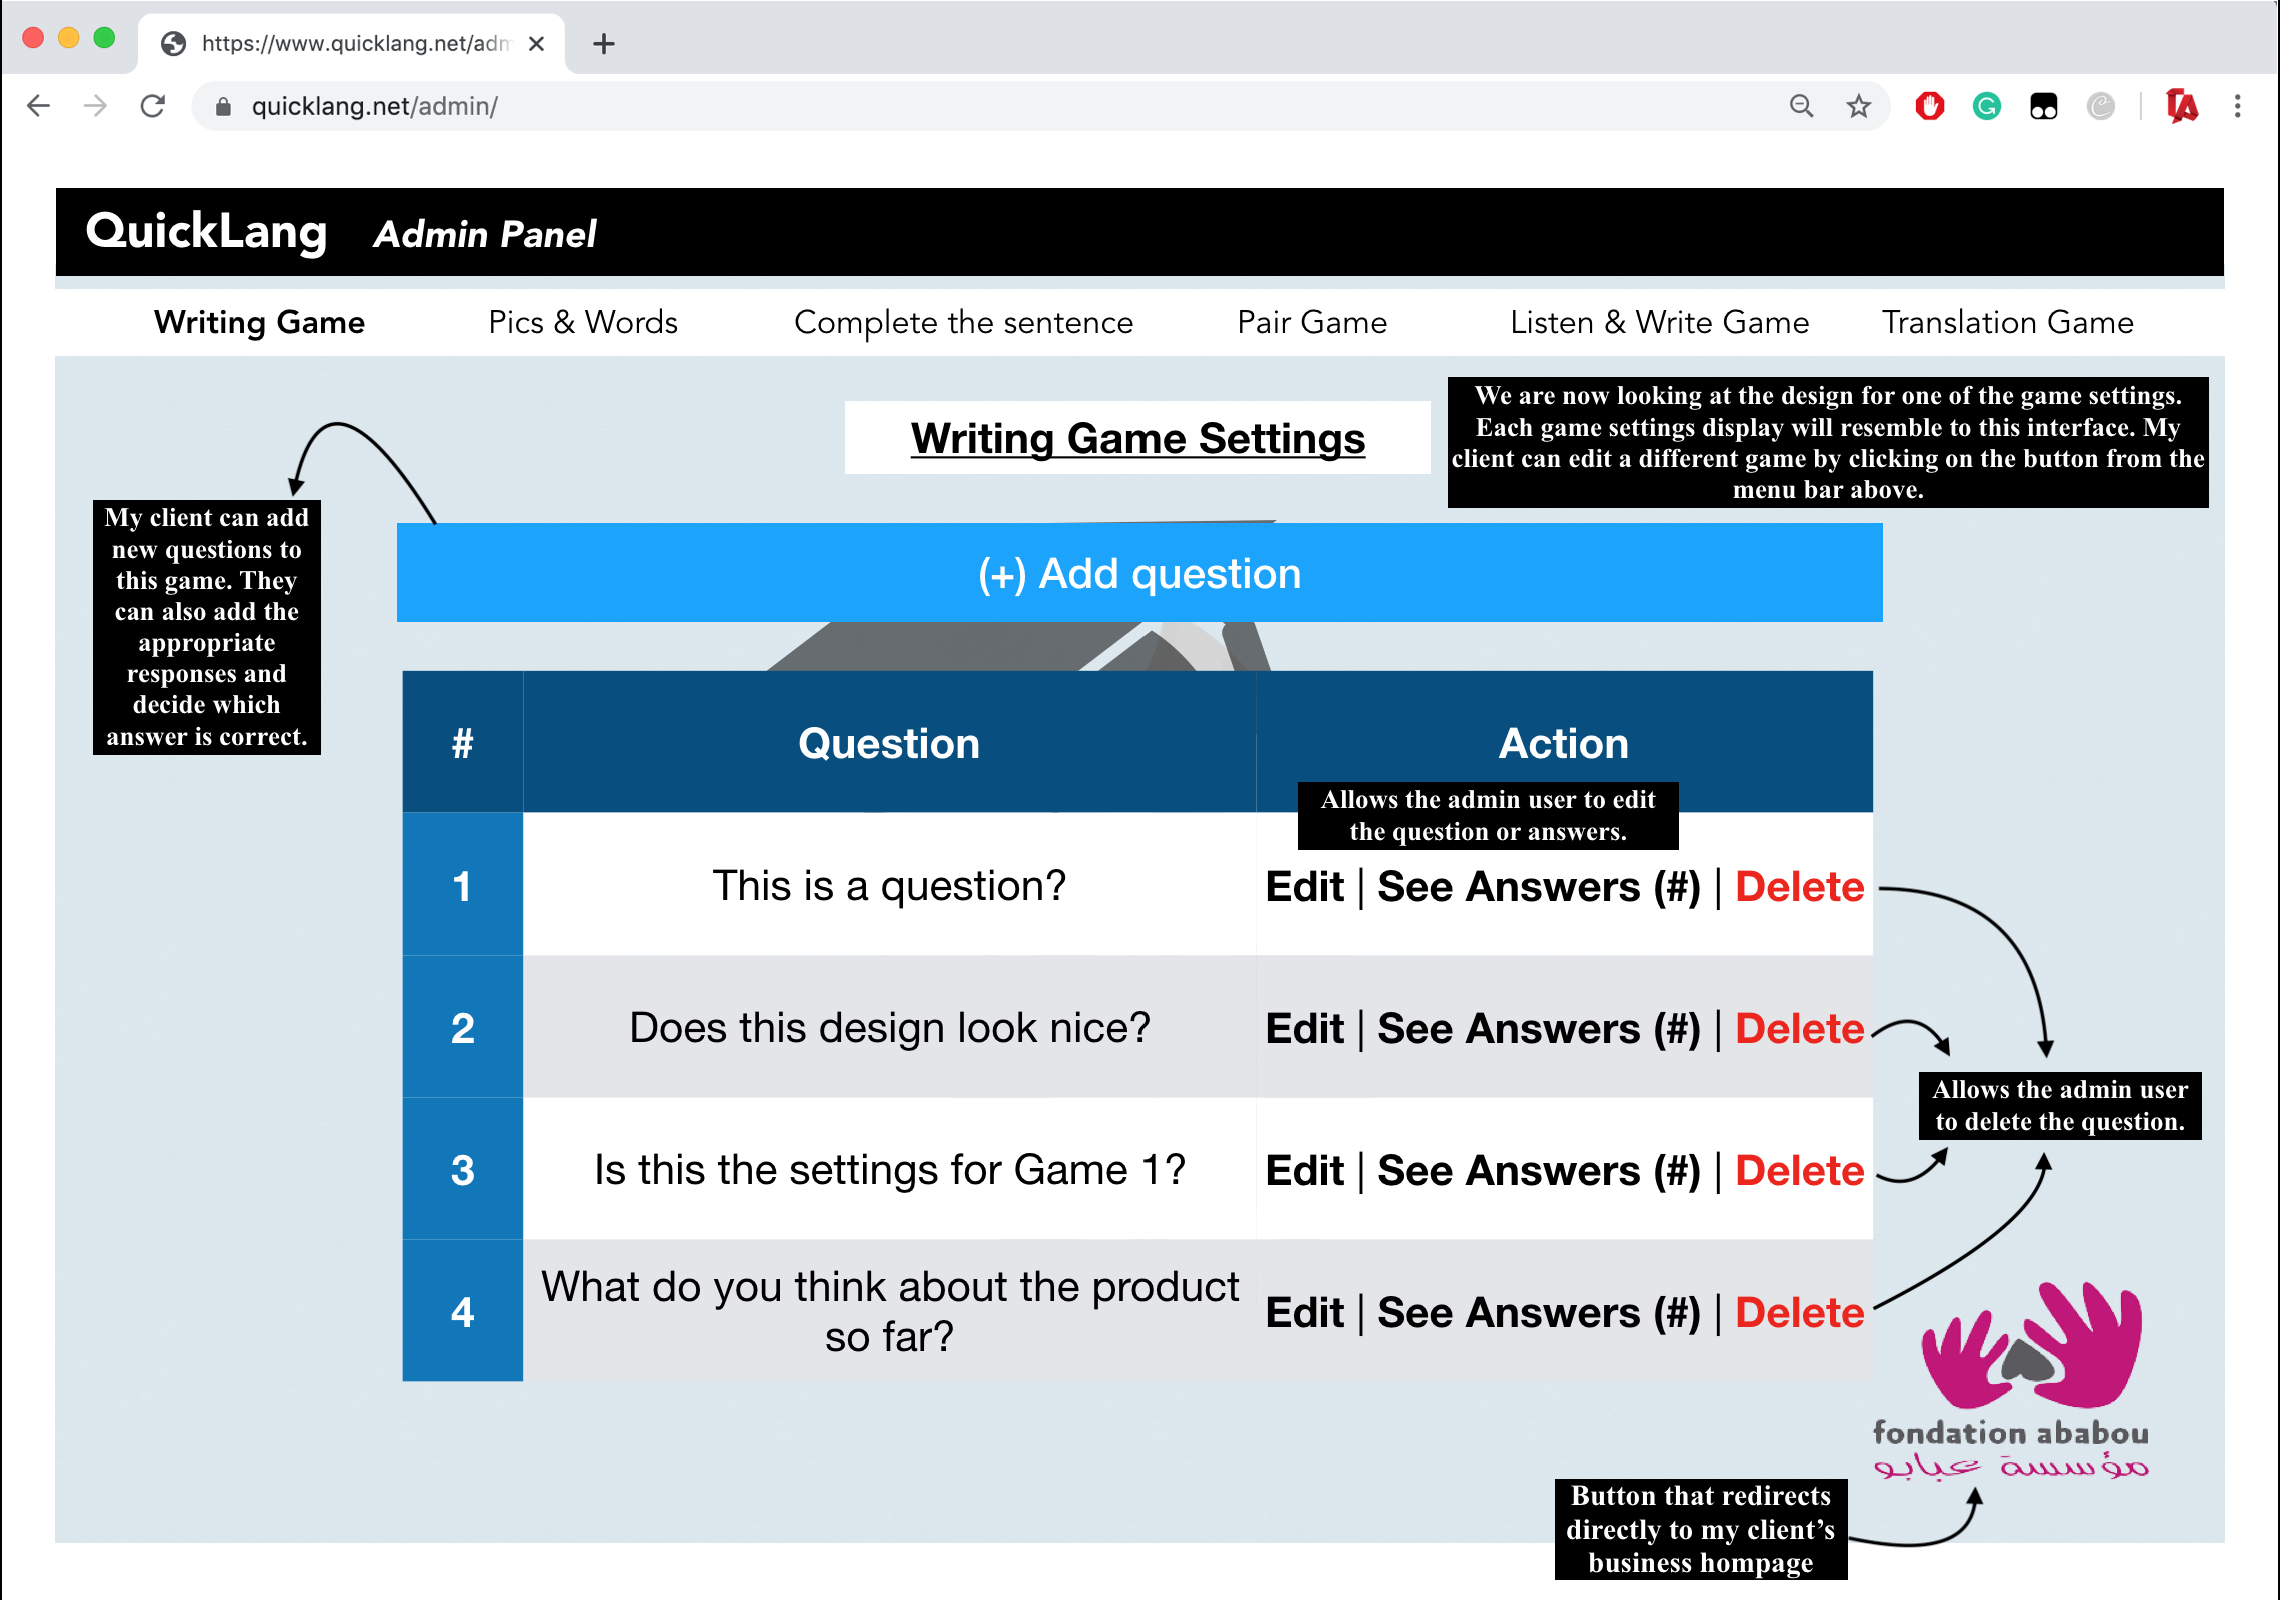 https://www.quicklang.net/adm
quicklang.net/admin/
QuickLang Admin Panel
Writing Game Pics & Words Complete the sentence Pair Game Listen & Write Game Translation Game
Writing Game Settings
We are now looking at the design for one of the game settings.
Each game settings display will resemble to this interface. My
client can edit a different game by clicking on the button from the
menu bar above.
My client can add
new questions to
this game. They
can also add the
appropriate
responses and
decide which
answer is correct.
(+) Add question
# Question Action
Allows the admin user to edit
the question or answers.
1 This is a question? Edit | See Answers (#) | Delete
2 Does this design look nice? Edit | See Answers (#) | Delete
Allows the admin user
to delete the question.
3 Is this the settings for Game 1? Edit | See Answers (#) | Delete
4 What do you think about the product
so far? Edit | See Answers (#) | Delete
fondation ababou
مؤسسة عبابو
Button that redirects
directly to my client's
business hompage